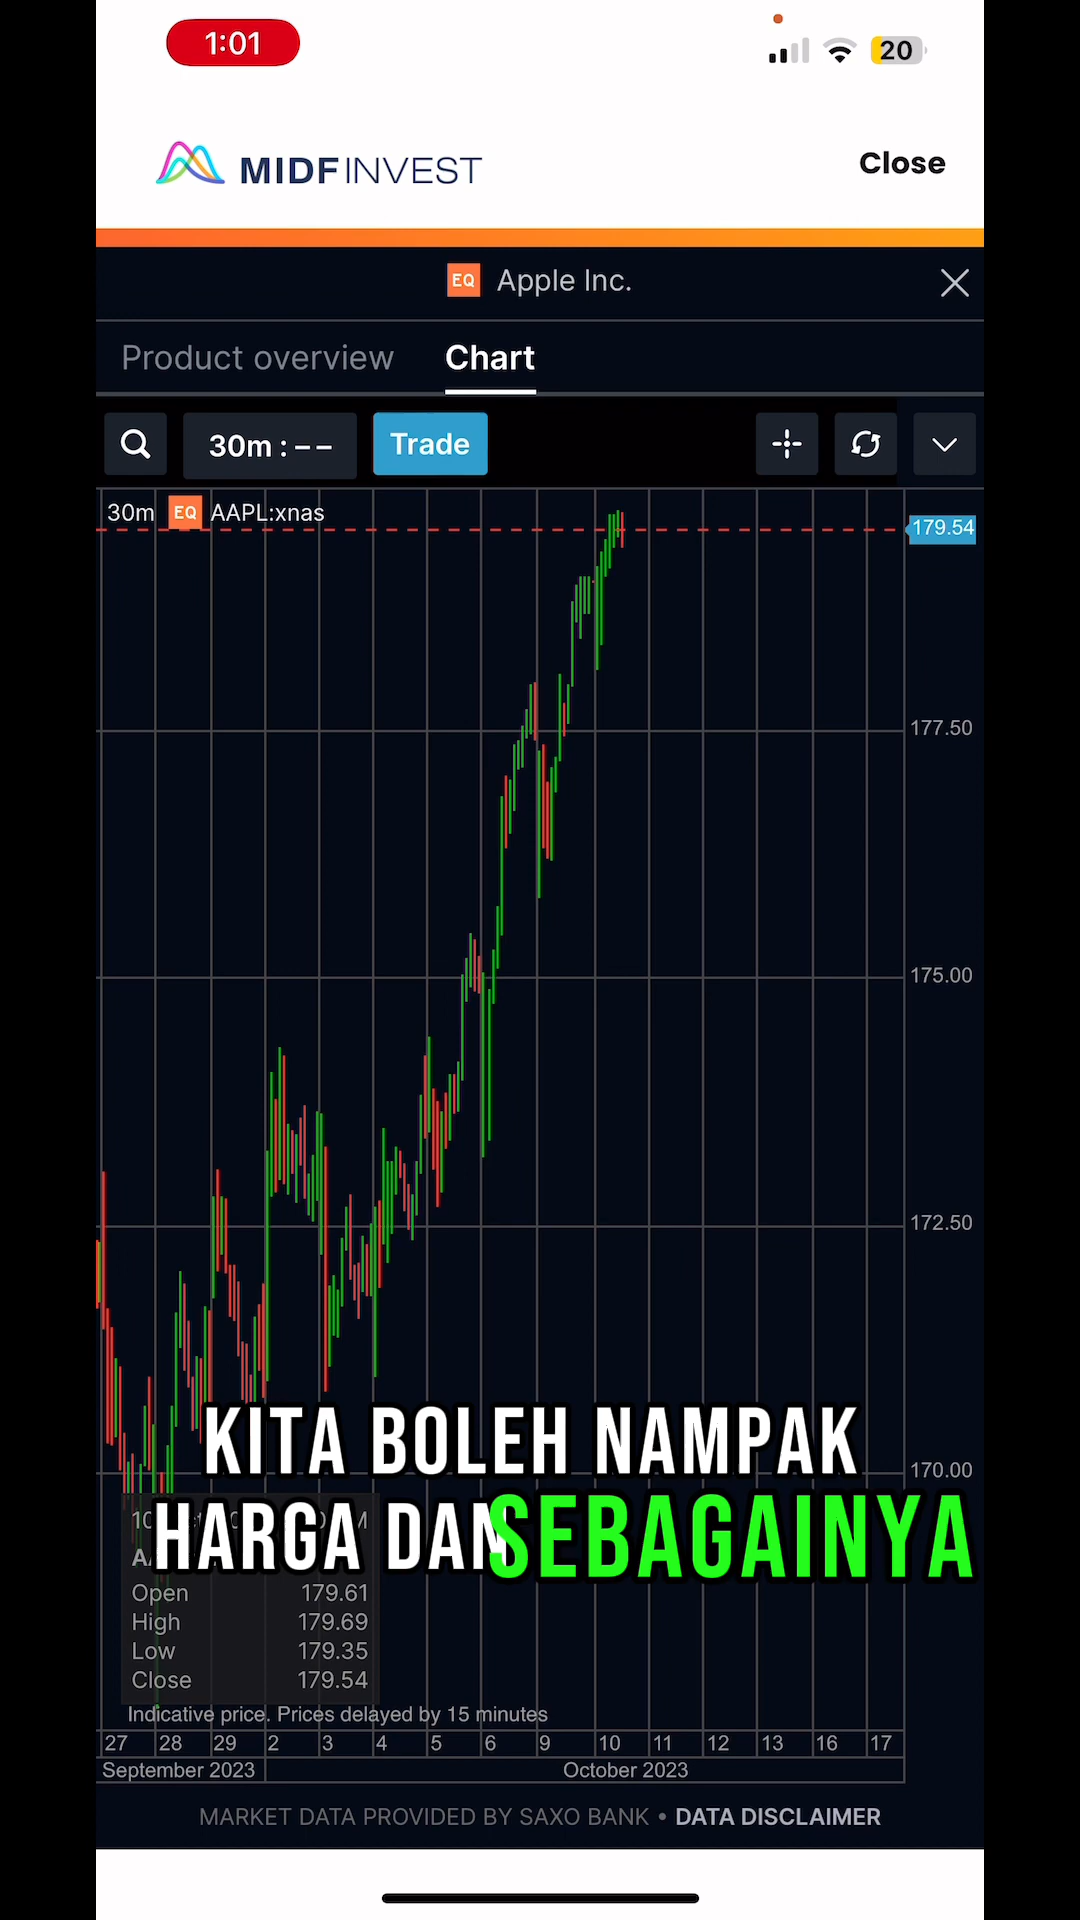 1:01
20
MIDFINVEST
Close
EQ Apple Inc.
Product overview Chart
30m : -- Trade
30m EQ AAPL:xnas
179.54
177.50
175.00
172.50
170.00
KITA BOLEH NAMPAK
HARGA DAN SEBAGAINYA
Open 179.61
High 179.69
Low 179.35
Close 179.54
Indicative price. Prices delayed by 15 minutes
27 28 29 2 3 4 5 6 9 10 11 12 13 16 17
September 2023 October 2023
MARKET DATA PROVIDED BY SAXO BANK • DATA DISCLAIMER